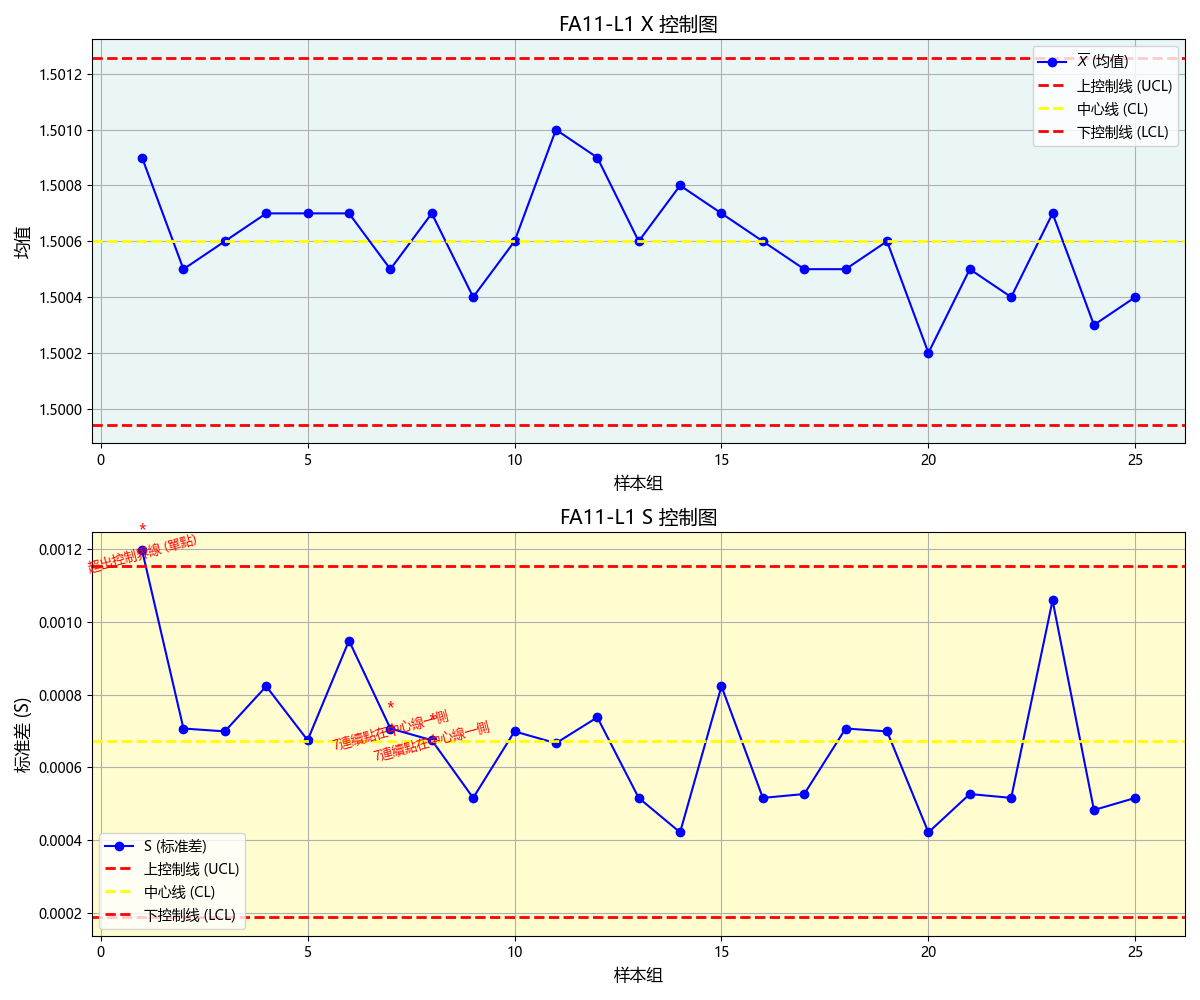 FA11-L1 X 控制图
1.5012
1.5010
1.5008
1.5006
1.5004
1.5002
1.5000
均值
X (均值)
上控制线 (UCL)
中心线 (CL)
下控制线 (LCL)
0 5 10 15 20 25
样本组
FA11-L1 S 控制图
*
超出控制界線 (單點)
*
7連續點在中心線一側
*
7連續點在中心線一側
0.0012
0.0010
0.0008
0.0006
0.0004
0.0002
标准差 (S)
S (标准差)
上控制线 (UCL)
中心线 (CL)
下控制线 (LCL)
0 5 10 15 20 25
样本组